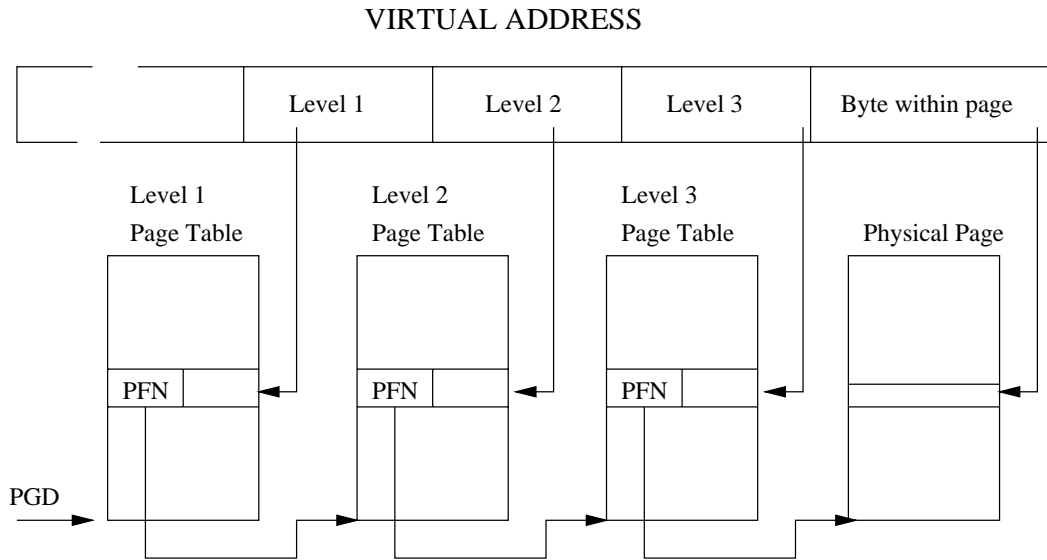 VIRTUAL ADDRESS
Level 1
Level 2
Level 3
Byte within page
Level 1
Page Table
Level 2
Page Table
Level 3
Page Table
Physical Page
PFN
PFN
PFN
PGD